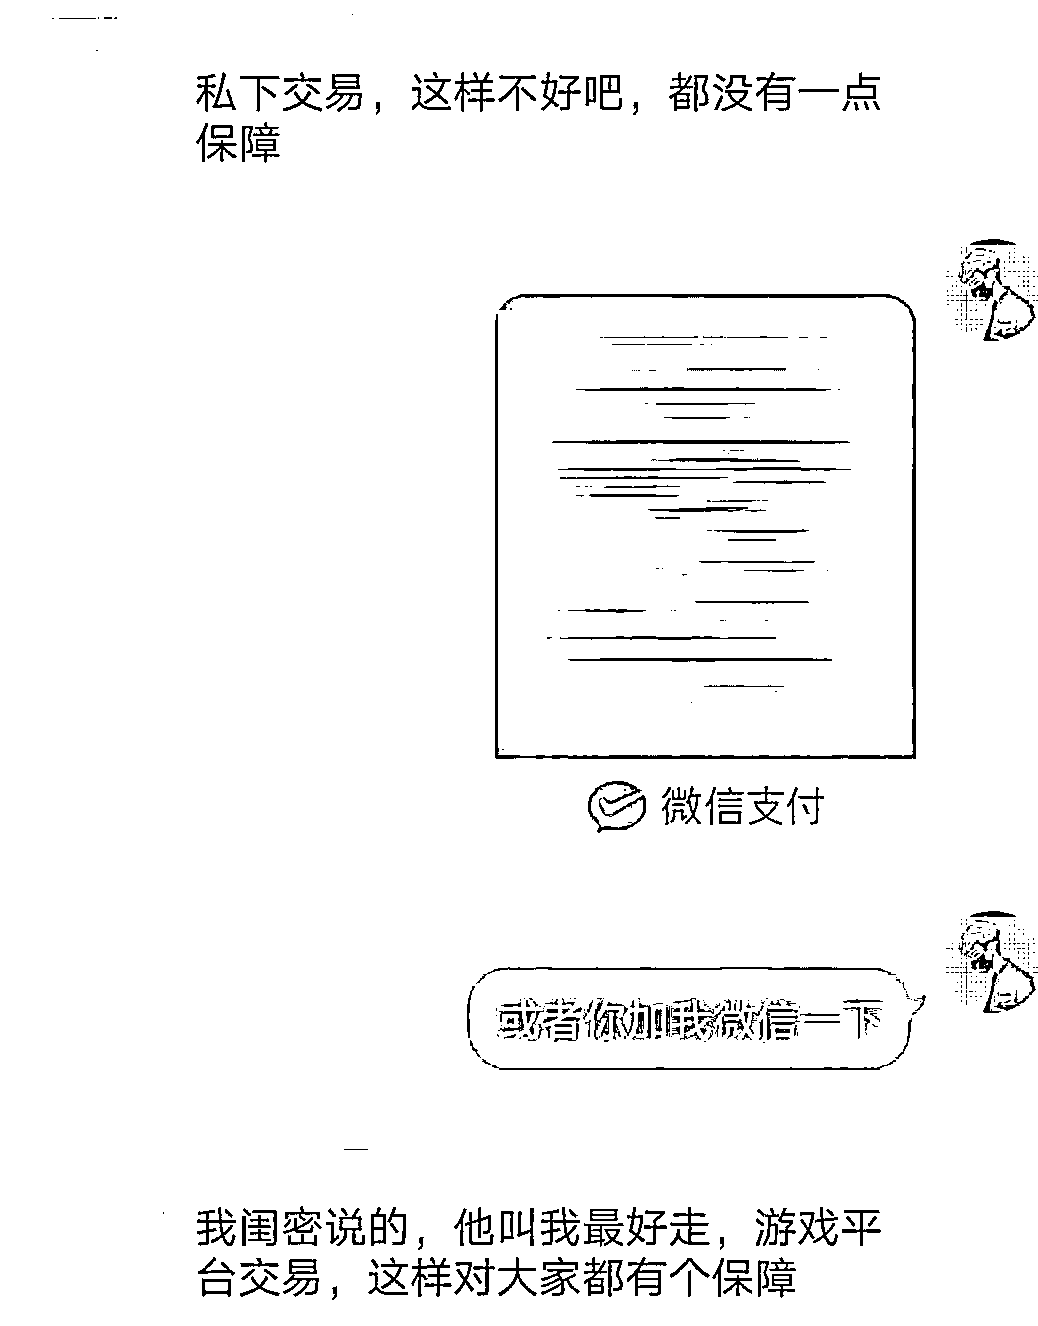 私下交易，这样不好吧，都没有一点
保障
微信支付
或者你加我微信一下
我闺密说的，他叫我最好走，游戏平
台交易，这样对大家都有个保障